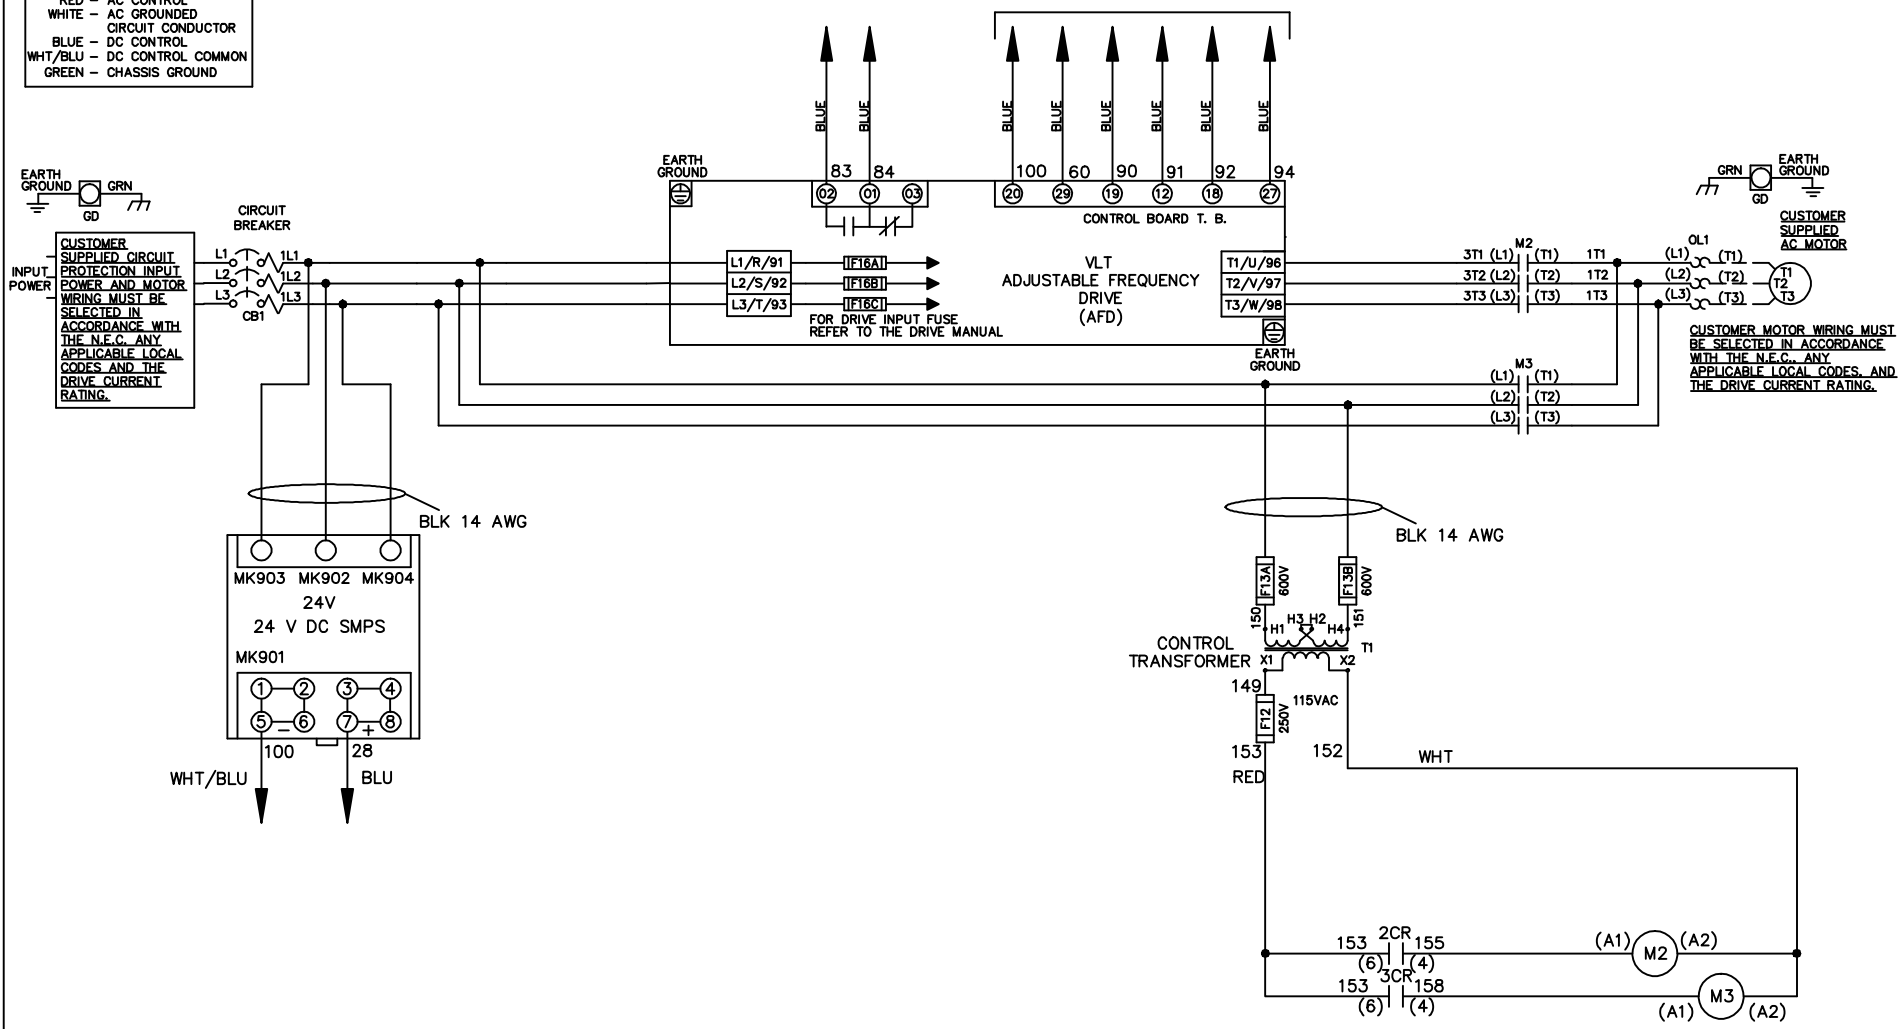 RED – AC CONTROL
WHITE – AC GROUNDED
CIRCUIT CONDUCTOR
BLUE – DC CONTROL
WHT/BLU – DC CONTROL COMMON
GREEN – CHASSIS GROUND
BLUE
BLUE
BLUE
BLUE
BLUE
BLUE
BLUE
BLUE
EARTH
GROUND
GRN
GD
EARTH
GROUND
83
84
100
60
90
91
92
94
02
01
03
20
29
19
12
18
27
CONTROL BOARD T. B.
GRN
EARTH
GROUND
GD
CUSTOMER
SUPPLIED
AC MOTOR
CIRCUIT
BREAKER
INPUT
POWER
CUSTOMER
SUPPLIED CIRCUIT
PROTECTION INPUT
POWER AND MOTOR
WIRING MUST BE
SELECTED IN
ACCORDANCE WITH
THE N.E.C. ANY
APPLICABLE LOCAL
CODES AND THE
DRIVE CURRENT
RATING.
L1
1L1
L2
1L2
L3
1L3
CB1
L1/R/91
L2/S/92
L3/T/93
F16A
F16B
F16C
FOR DRIVE INPUT FUSE
REFER TO THE DRIVE MANUAL
VLT
ADJUSTABLE FREQUENCY
DRIVE
(AFD)
T1/U/96
T2/V/97
T3/W/98
EARTH
GROUND
M2
3T1 (L1) (T1) 1T1
3T2 (L2) (T2) 1T2
3T3 (L3) (T3) 1T3
OL1
(L1) (T1)
(L2) (T2)
(L3) (T3)
T1
T2
T3
CUSTOMER MOTOR WIRING MUST
BE SELECTED IN ACCORDANCE
WITH THE N.E.C., ANY
APPLICABLE LOCAL CODES, AND
THE DRIVE CURRENT RATING.
M3
(L1) (T1)
(L2) (T2)
(L3) (T3)
BLK 14 AWG
BLK 14 AWG
MK903 MK902 MK904
24V
24 V DC SMPS
MK901
1 2 3 4
5 6 7 8
– +
100
28
WHT/BLU
BLU
F13A
600V
F13B
600V
150
151
H1 H3 H2 H4
T1
CONTROL
TRANSFORMER
X1
X2
149
115VAC
F12
250V
153
152
RED
WHT
2CR
153 155
(6) (4)
(A1) M2 (A2)
3CR
153 158
(6) (4)
(A1) M3 (A2)